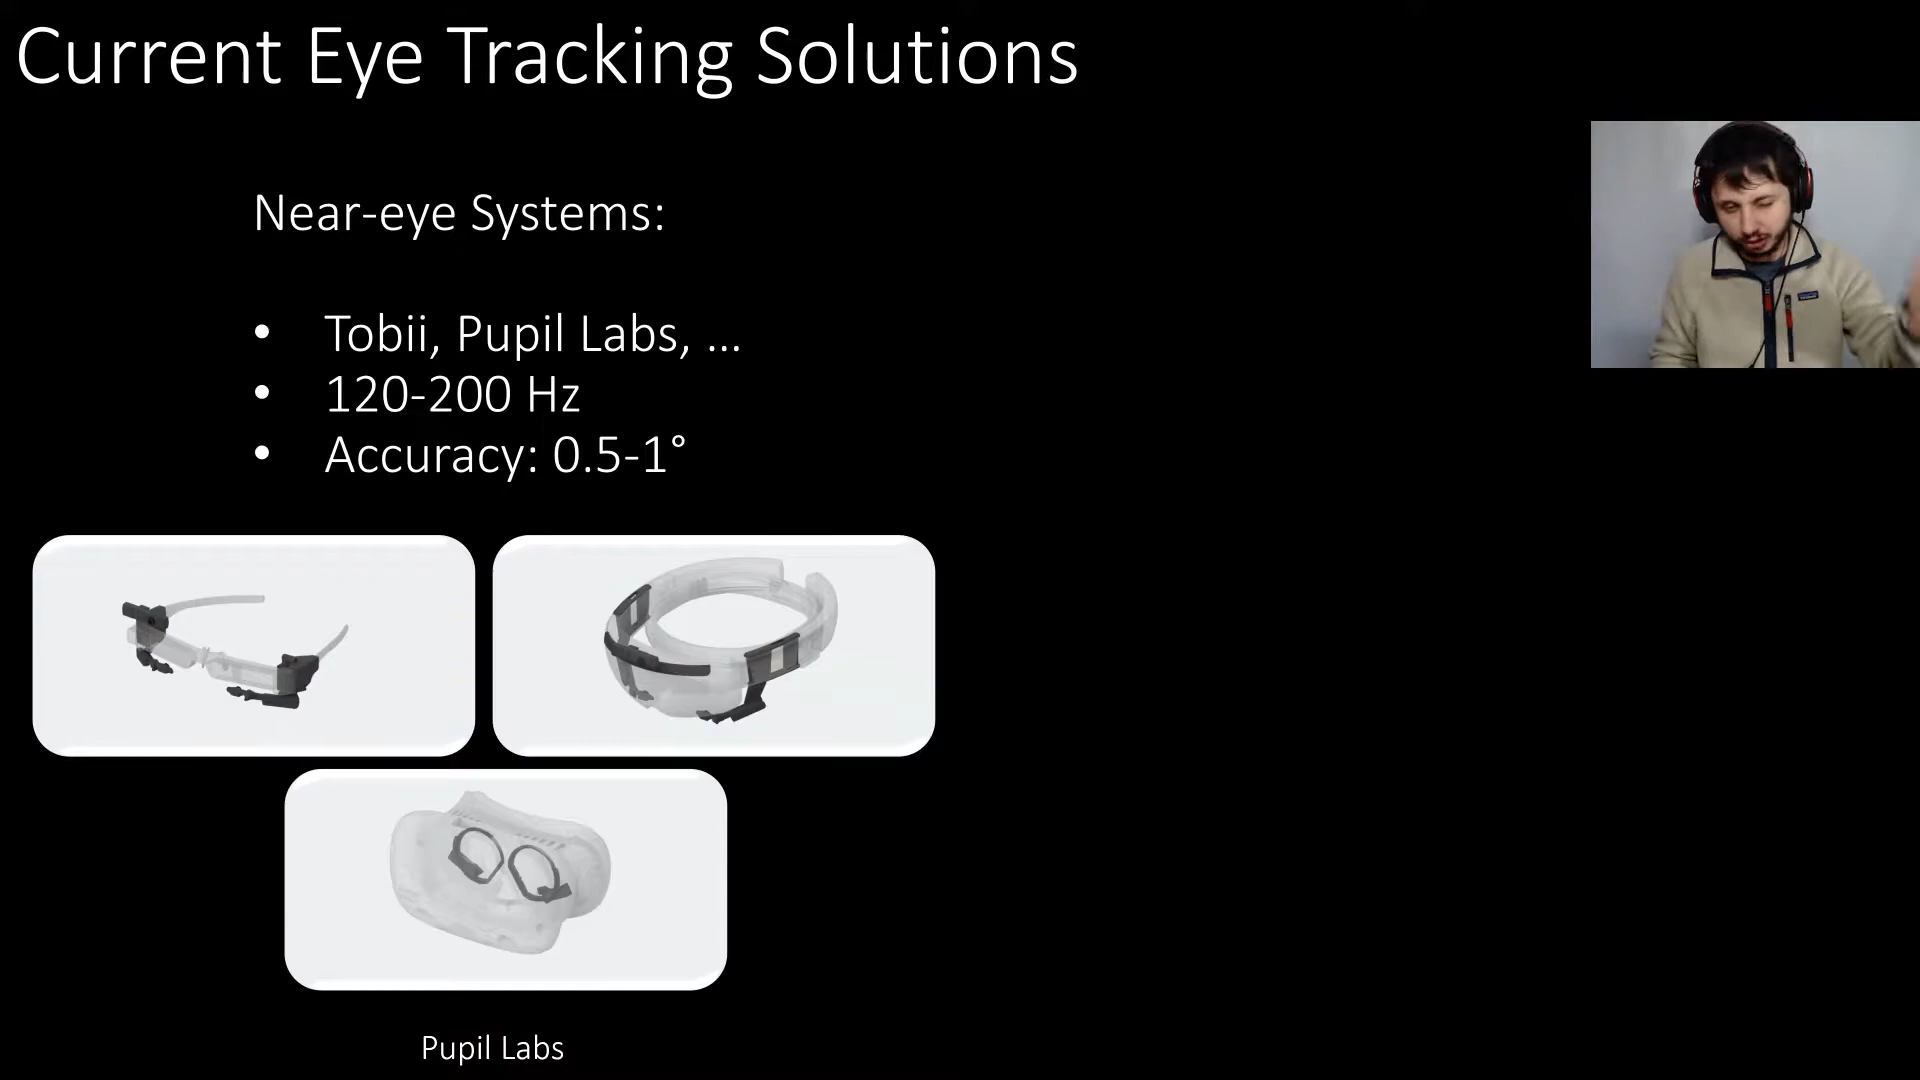 Current Eye Tracking Solutions
Near-eye Systems:
• Tobii, Pupil Labs, ...
• 120-200 Hz
• Accuracy: 0.5-1°
Pupil Labs